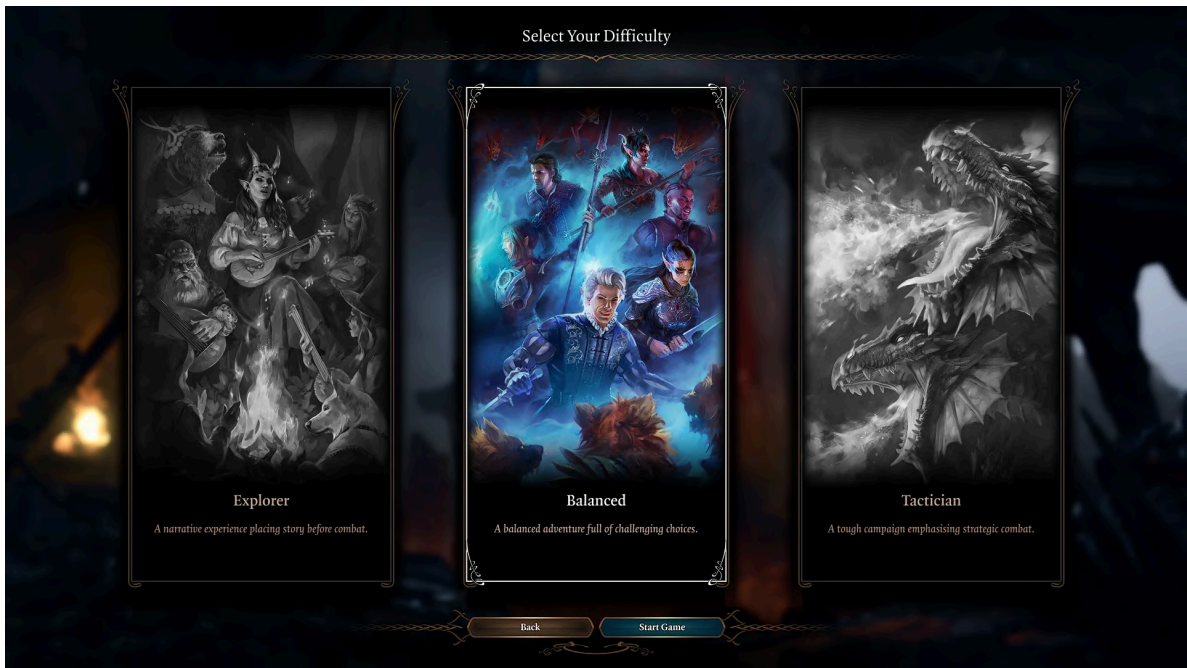 Select Your Difficulty
Explorer
A narrative experience placing story before combat.
Balanced
A balanced adventure full of challenging choices.
Tactician
A tough campaign emphasising strategic combat.
Back
Start Game